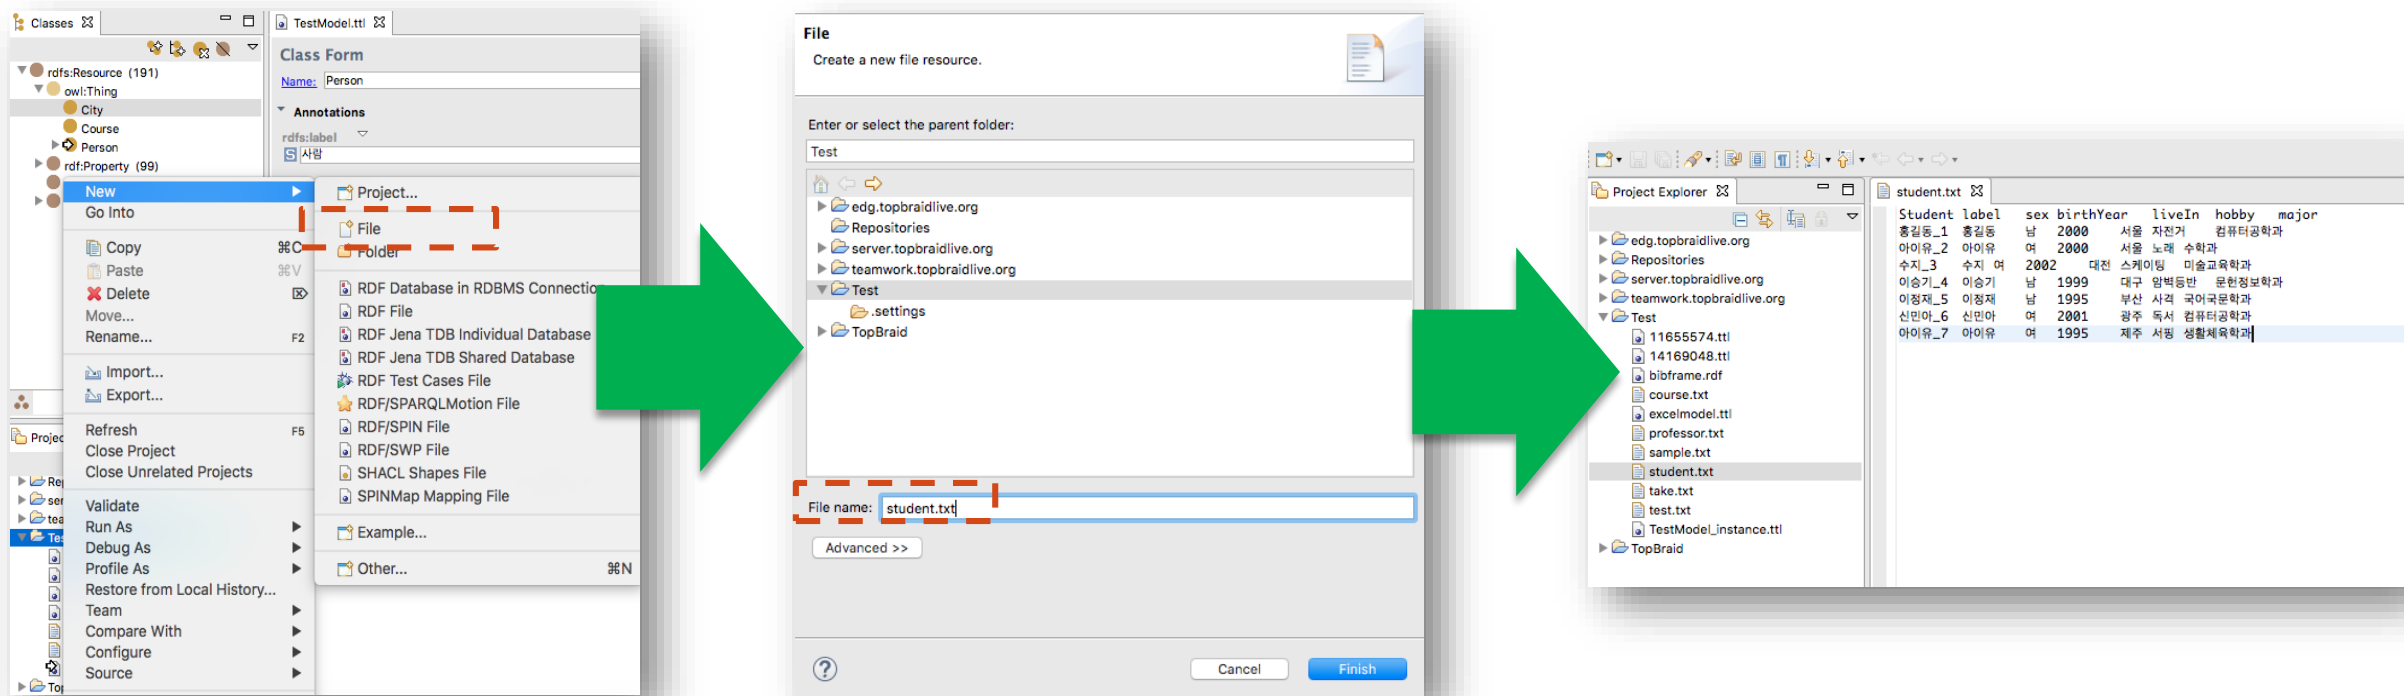 Classes
TestModel.ttl
rdfs:Resource (191)
owl:Thing
City
Course
Person
rdf:Property (99)
Class Form
Name: Person
Annotations
rdfs:label
S 사람
New
Go Into
Copy ⌘C
Paste ⌘V
Delete
Move...
Rename... F2
Import...
Export...
Refresh F5
Close Project
Close Unrelated Projects
Validate
Run As
Debug As
Profile As
Restore from Local History...
Team
Compare With
Configure
Source
Projec
Rep
ser
tea
Te
Top
Project...
File
Folder
RDF Database in RDBMS Connectio
RDF File
RDF Jena TDB Individual Database
RDF Jena TDB Shared Database
RDF Test Cases File
RDF/SPARQLMotion File
RDF/SPIN File
RDF/SWP File
SHACL Shapes File
SPINMap Mapping File
Example...
Other... ⌘N
File
Create a new file resource.
Enter or select the parent folder:
Test
edg.topbraidlive.org
Repositories
server.topbraidlive.org
teamwork.topbraidlive.org
Test
.settings
TopBraid
File name: student.txt
Advanced >>
?
Cancel Finish
Project Explorer
edg.topbraidlive.org
Repositories
server.topbraidlive.org
teamwork.topbraidlive.org
Test
11655574.ttl
14169048.ttl
bibframe.rdf
course.txt
excelmodel.ttl
professor.txt
sample.txt
student.txt
take.txt
test.txt
TestModel_instance.ttl
TopBraid
student.txt
Student label sex birthYear liveIn hobby major
홍길동_1 홍길동 남 2000 서울 자전거 컴퓨터공학과
아이유_2 아이유 여 2000 서울 노래 수학과
수지_3 수지 여 2002 대전 스케이팅 미술교육학과
이승기_4 이승기 남 1999 대구 암벽등반 문헌정보학과
이정재_5 이정재 남 1995 부산 사격 국어국문학과
신민아_6 신민아 여 2001 광주 독서 컴퓨터공학과
아이유_7 아이유 여 1995 제주 서핑 생활체육학과